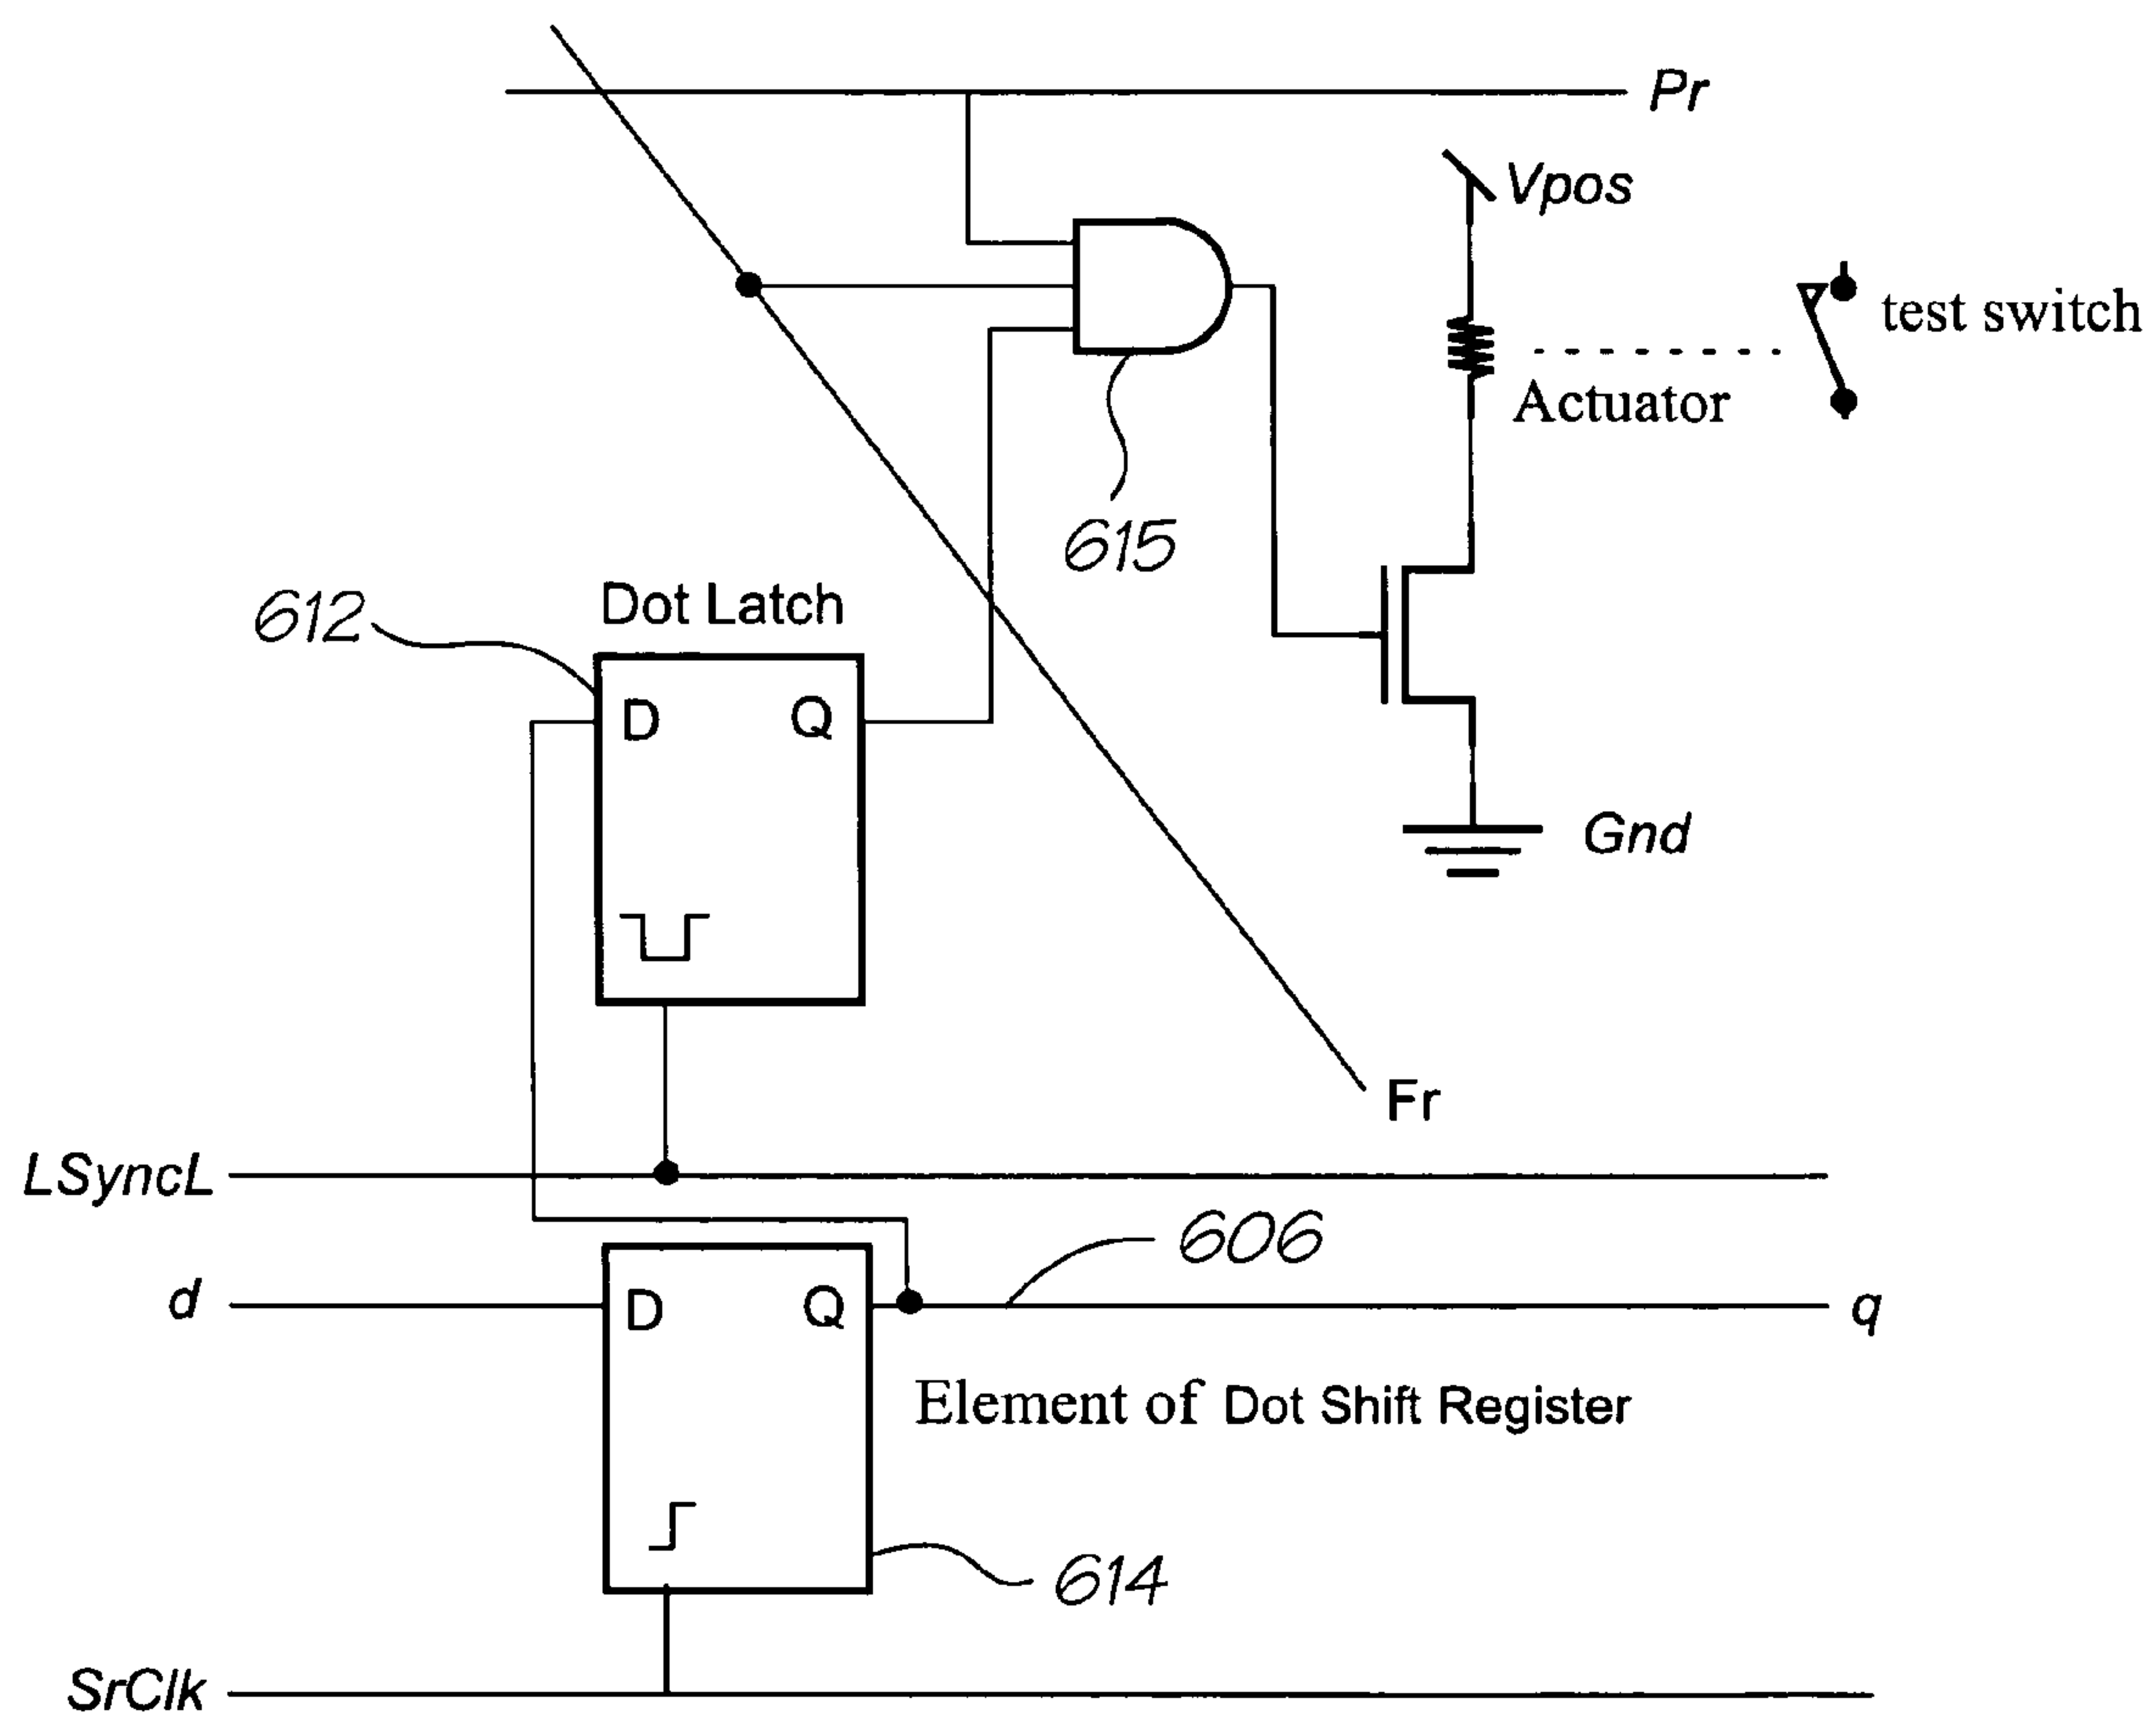 Pr
Vpos
test switch
Actuator
615
612
Dot Latch
D Q
Gnd
Fr
LSyncL
606
d
D Q
q
Element of Dot Shift Register
614
SrClk